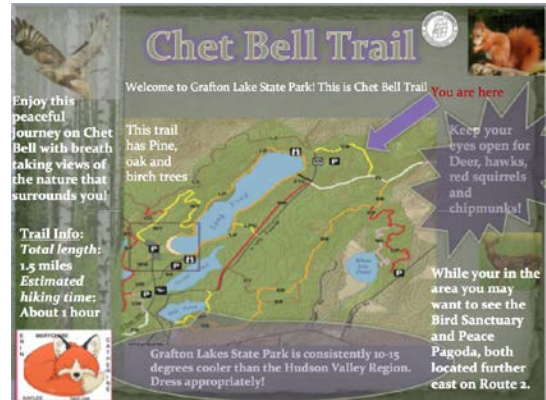 Chet Bell Trail
Welcome to Grafton Lake State Park! This is Chet Bell Trail
You are here
Enjoy this
peaceful
journey on Chet
Bell with breath
taking views of
the nature that
surrounds you!
This trail
has Pine,
oak and
birch trees
Keep your
eyes open for
Deer, hawks,
red squirrels
and
chipmunks!
Long Pond
Trail Info:
Total length:
1.5 miles
Estimated
hiking time:
About 1 hour
While your in the
area you may
want to see the
Bird Sanctuary
and Peace
Pagoda, both
located further
east on Route 2.
MARYCLARE
ERIN
Grafton Lakes State Park is consistently 10-15
degrees cooler than the Hudson Valley Region.
Dress appropriately!